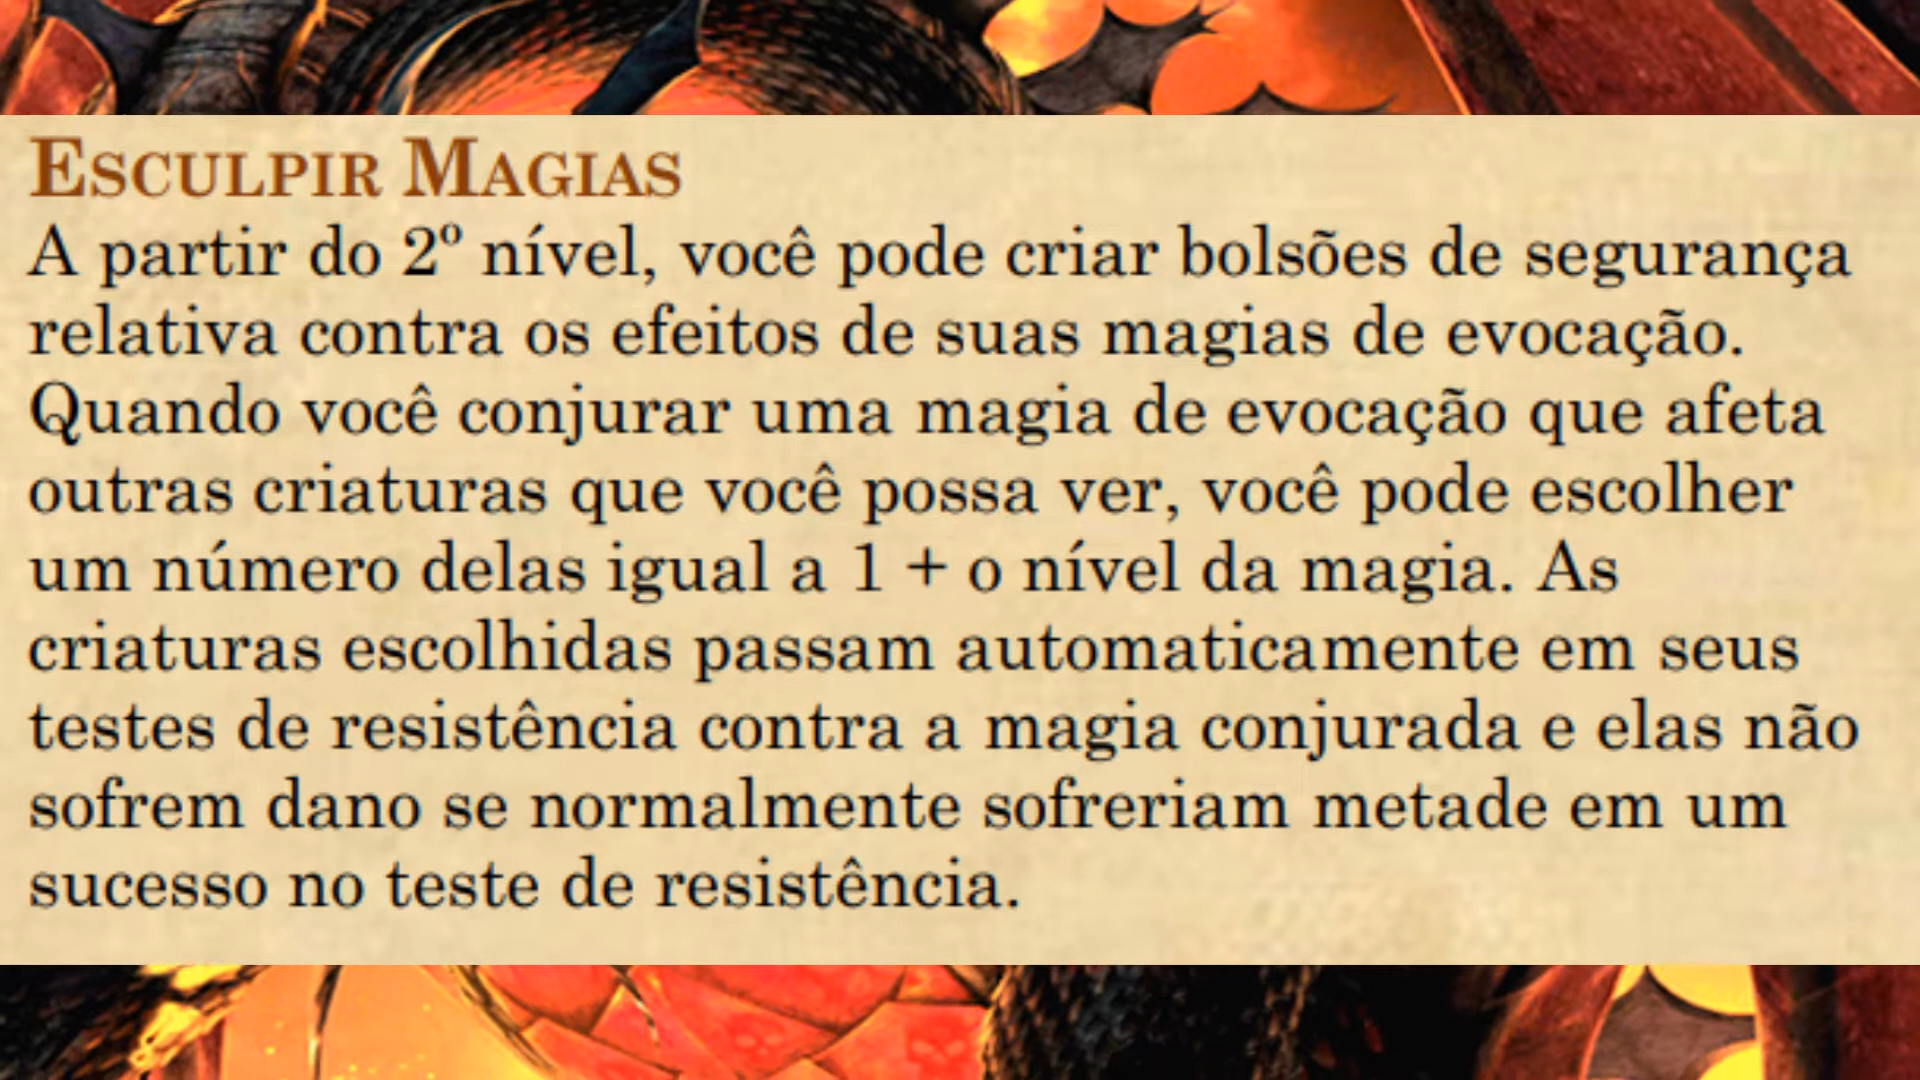 ESCULPIR MAGIAS
A partir do 2º nível, você pode criar bolsões de segurança
relativa contra os efeitos de suas magias de evocação.
Quando você conjurar uma magia de evocação que afeta
outras criaturas que você possa ver, você pode escolher
um número delas igual a 1 + o nível da magia. As
criaturas escolhidas passam automaticamente em seus
testes de resistência contra a magia conjurada e elas não
sofrem dano se normalmente sofreriam metade em um
sucesso no teste de resistência.